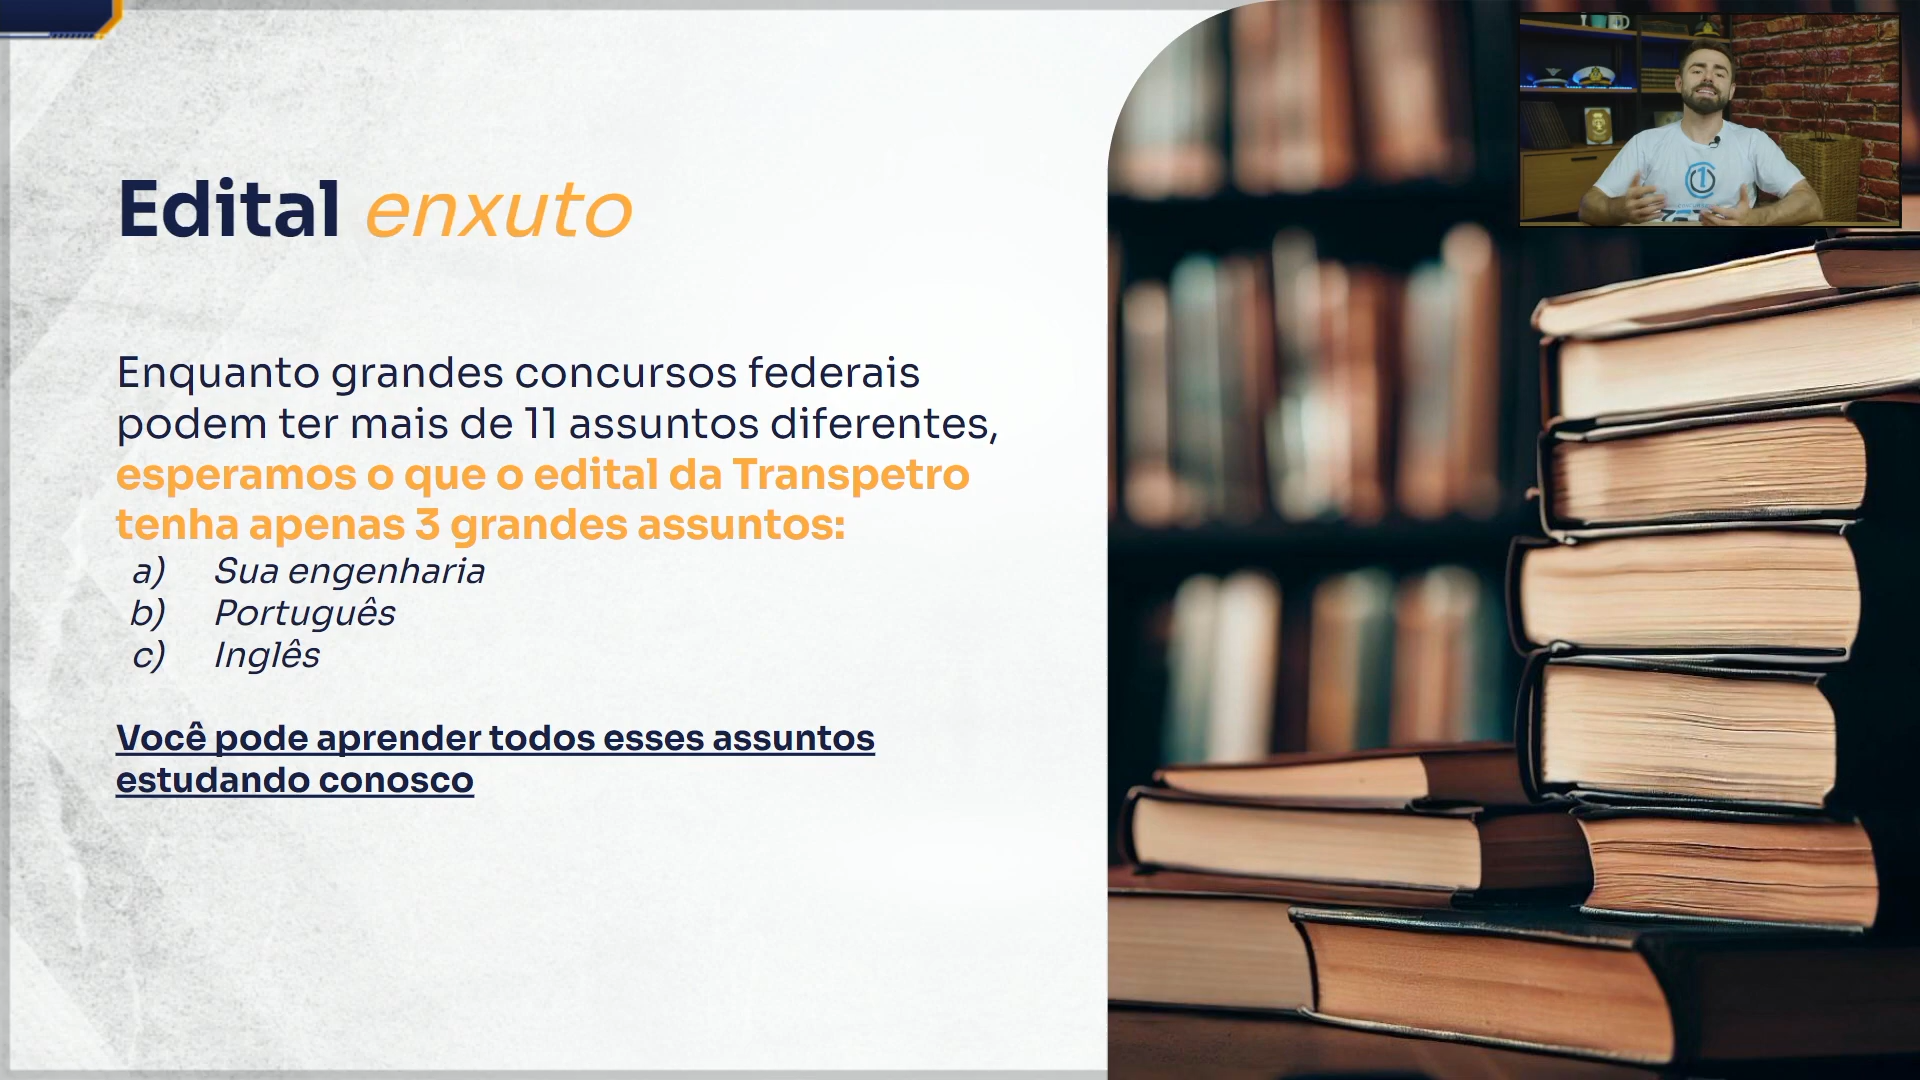 Edital enxuto
Enquanto grandes concursos federais
podem ter mais de 11 assuntos diferentes,
esperamos o que o edital da Transpetro
tenha apenas 3 grandes assuntos:
a) Sua engenharia
b) Português
c) Inglês
Você pode aprender todos esses assuntos
estudando conosco